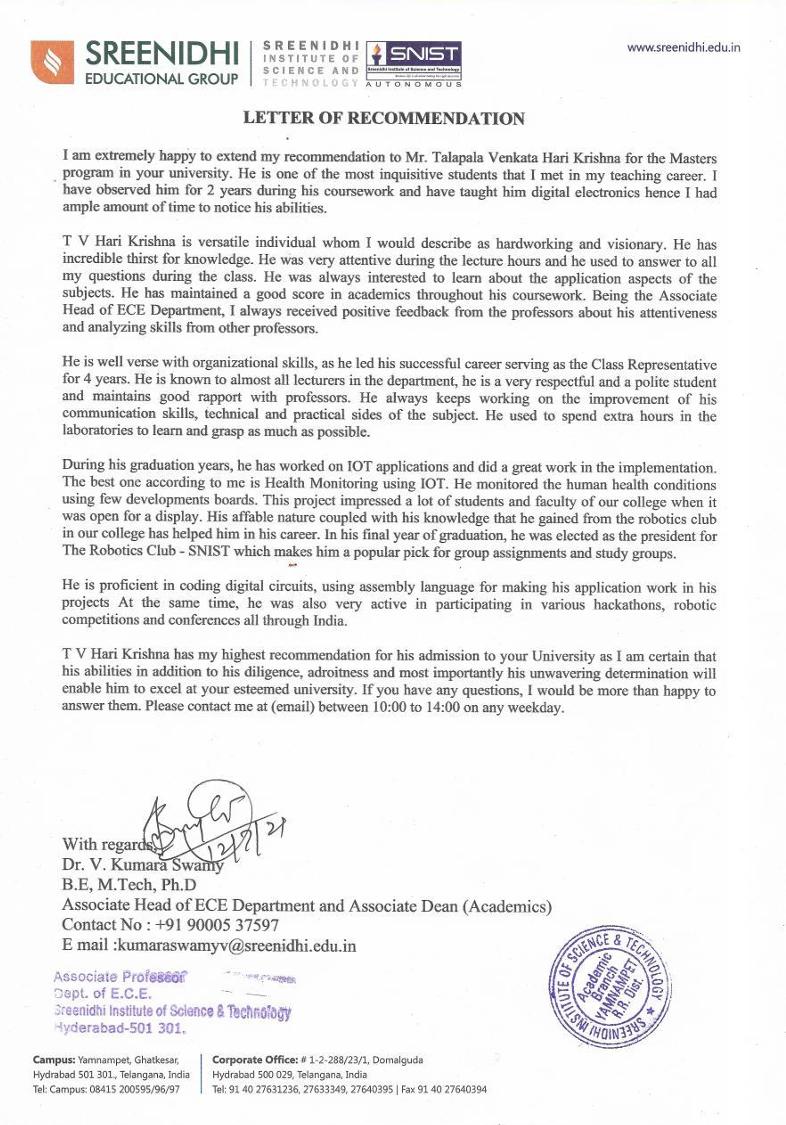 SREENIDHI
EDUCATIONAL GROUP
SREENIDHI
INSTITUTE OF
SCIENCE AND
TECHNOLOGY
SNIST
Sreenidhi Institute of Science and Technology
AUTONOMOUS
www.sreenidhi.edu.in
LETTER OF RECOMMENDATION
I am extremely happy to extend my recommendation to Mr. Talapala Venkata Hari Krishna for the Masters
program in your university. He is one of the most inquisitive students that I met in my teaching career. I
have observed him for 2 years during his coursework and have taught him digital electronics hence I had
ample amount of time to notice his abilities.
T V Hari Krishna is versatile individual whom I would describe as hardworking and visionary. He has
incredible thirst for knowledge. He was very attentive during the lecture hours and he used to answer to all
my questions during the class. He was always interested to learn about the application aspects of the
subjects. He has maintained a good score in academics throughout his coursework. Being the Associate
Head of ECE Department, I always received positive feedback from the professors about his attentiveness
and analyzing skills from other professors.
He is well verse with organizational skills, as he led his successful career serving as the Class Representative
for 4 years. He is known to almost all lecturers in the department, he is a very respectful and a polite student
and maintains good rapport with professors. He always keeps working on the improvement of his
communication skills, technical and practical sides of the subject. He used to spend extra hours in the
laboratories to learn and grasp as much as possible.
During his graduation years, he has worked on IOT applications and did a great work in the implementation.
The best one according to me is Health Monitoring using IOT. He monitored the human health conditions
using few developments boards. This project impressed a lot of students and faculty of our college when it
was open for a display. His affable nature coupled with his knowledge that he gained from the robotics club
in our college has helped him in his career. In his final year of graduation, he was elected as the president for
The Robotics Club - SNIST which makes him a popular pick for group assignments and study groups.
He is proficient in coding digital circuits, using assembly language for making his application work in his
projects At the same time, he was also very active in participating in various hackathons, robotic
competitions and conferences all through India.
T V Hari Krishna has my highest recommendation for his admission to your University as I am certain that
his abilities in addition to his diligence, adroitness and most importantly his unwavering determination will
enable him to excel at your esteemed university. If you have any questions, I would be more than happy to
answer them. Please contact me at (email) between 10:00 to 14:00 on any weekday.
With regards
Dr. V. Kumara Swamy
B.E, M.Tech, Ph.D
Associate Head of ECE Department and Associate Dean (Academics)
Contact No : +91 90005 37597
E mail :kumaraswamyv@sreenidhi.edu.in
Associate Professor
Dept. of E.C.E.
Sreenidhi Institute of Science & Technology
Hyderabad-501 301.
SREENIDHI INSTITUTE OF SCIENCE & TECHNOLOGY
Academic
Branch
YAMNAMPET
R.R. Dist.
Campus: Yamnampet, Ghatkesar,
Hydrabad 501 301., Telangana, India
Tel: Campus: 08415 200595/96/97
Corporate Office: # 1-2-288/23/1, Domalguda
Hydrabad 500 029, Telangana, India
Tel: 91 40 27631236, 27633349, 27640395 | Fax 91 40 27640394